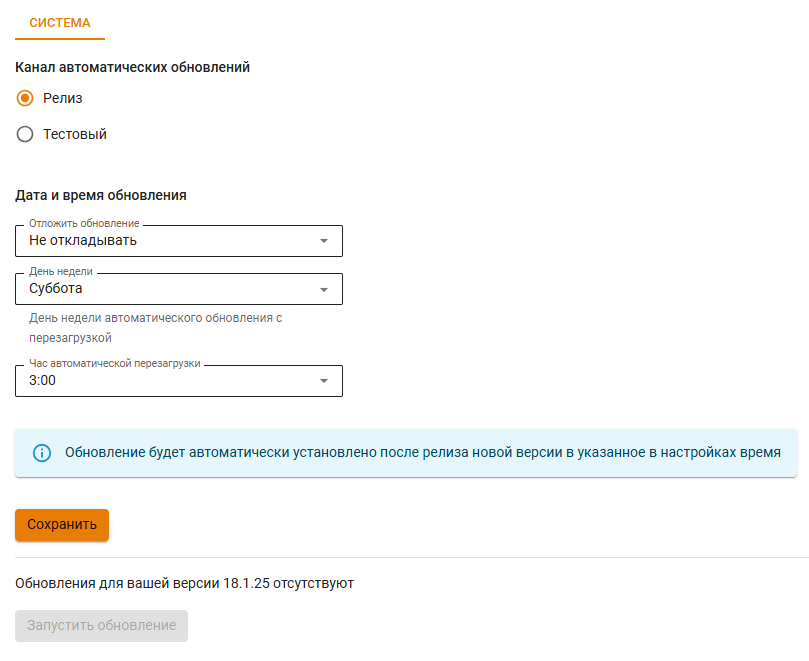 СИСТЕМА
Канал автоматических обновлений
Релиз
Тестовый
Дата и время обновления
Отложить обновление
Не откладывать
День недели
Суббота
День недели автоматического обновления с
перезагрузкой
Час автоматической перезагрузки
3:00
Обновление будет автоматически установлено после релиза новой версии в указанное в настройках время
Сохранить
Обновления для вашей версии 18.1.25 отсутствуют
Запустить обновление